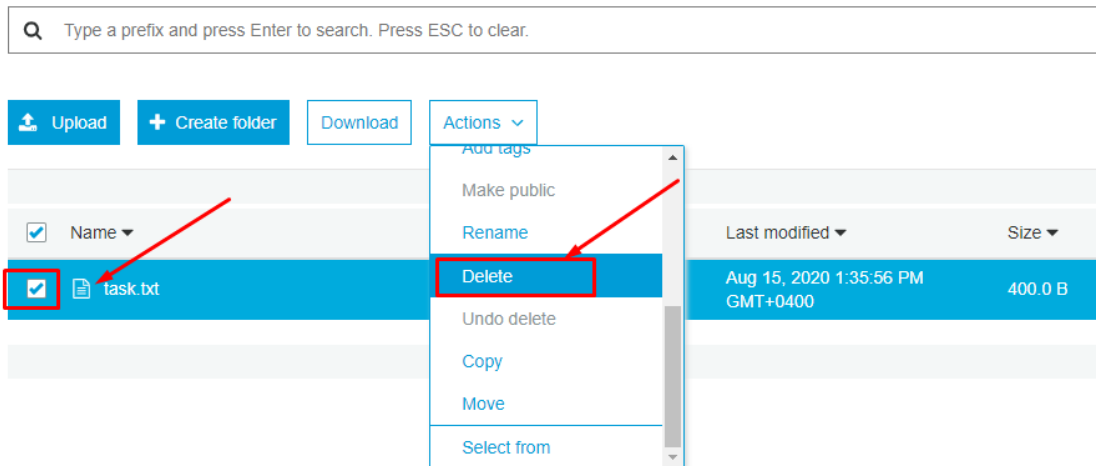 Type a prefix and press Enter to search. Press ESC to clear.
Upload
Create folder
Download
Actions
Add tags
Make public
Name
Rename
Last modified
Size
task.txt
Delete
Aug 15, 2020 1:35:56 PM
GMT+0400
400.0 B
Undo delete
Copy
Move
Select from